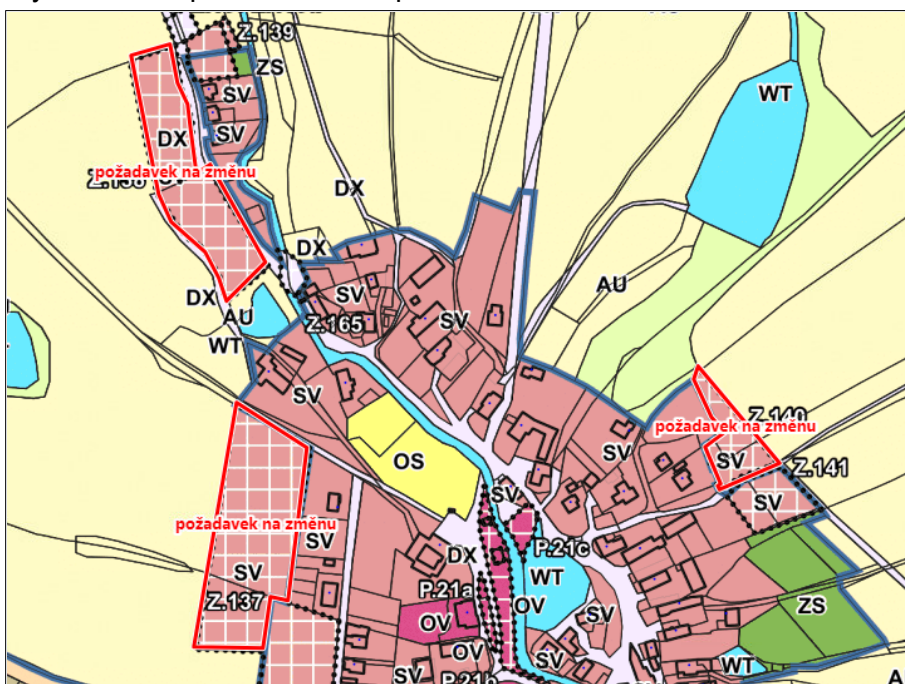 Z.139
ZS
SV
WT
DX
SV
požadavek na změnu
DX
DX
AU
SV
DX
AU
Z.165
SV
WT
SV
Z.140
požadavek na změnu
SV
SV
SV
Z.141
OS
SV
SV
požadavek na změnu
SV
P.21c
DX
WT
SV
P.21a
Z.137
OV
OV
SV
ZS
OV
SV
SV
WT
P.21b